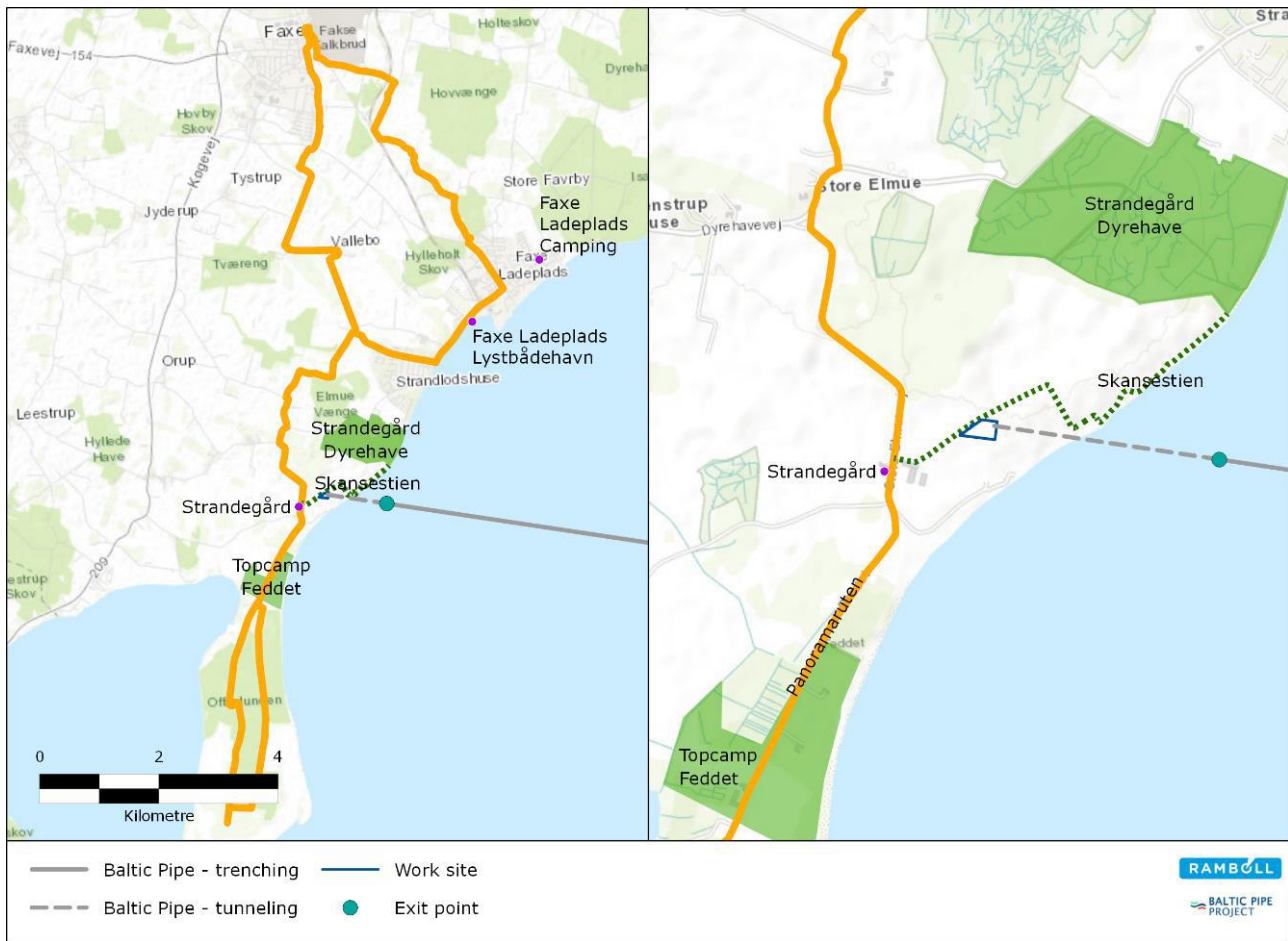 Faxe
Fakse
Kalkbrud
Holteskov
Faxevej 154
Hovvænge
Hovby
Skov
Køgevej
Tystrup
Store Favrby
Faxe
Ladeplads
Camping
Jyderup
Vallebo
Hylleholt
Skov
Faxe
Ladeplads
Tværeng
Faxe Ladeplads
Lystbådehavn
Orup
Strandlodshuse
Elmue
Vænge
Leestrup
Hyllede
Have
Strandegård
Dyrehave
Skansestien
Strandegård
Topcamp
Feddet
209
estrup
Skov
0
2
4
Kilometre
skov
Store Elmue
enstrup
use
Dyrehavevej
Strandegård
Dyrehave
Skansestien
Strandegård
Panoramaruten
Topcamp
Feddet
Baltic Pipe - trenching
Work site
Baltic Pipe - tunneling
Exit point
RAMBOLL
BALTIC PIPE
PROJECT